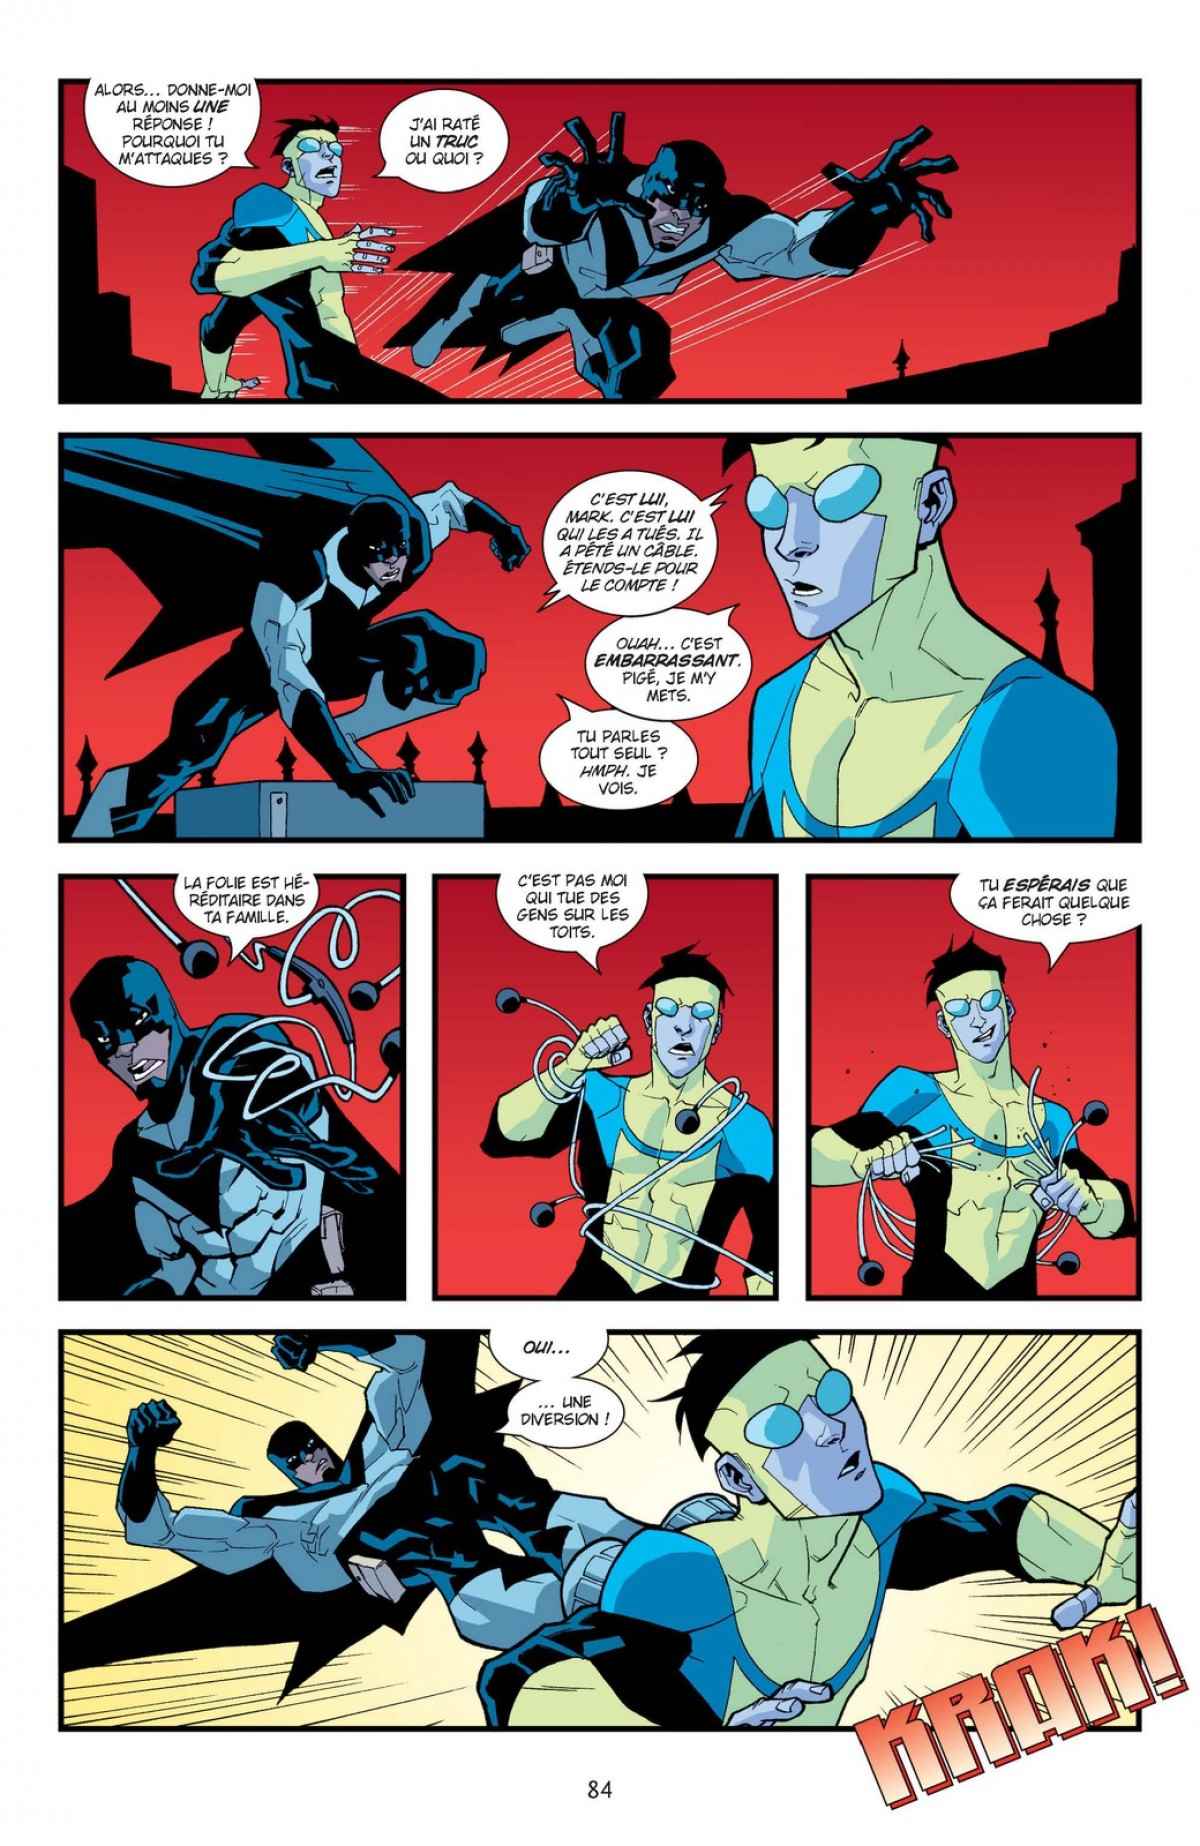 ALORS... DONNE-MOI
AU MOINS UNE
RÉPONSE !
POURQUOI TU
M'ATTAQUES ?
J'AI RATÉ
UN TRUC
OU QUOI ?
C'EST LUI,
MARK. C'EST LUI
QUI LES A TUÉS. IL
A PÉTÉ UN CÂBLE.
ÉTENDS-LE POUR
LE COMPTE !
OUAH... C'EST
EMBARRASSANT.
PIGÉ, JE M'Y
METS.
TU PARLES
TOUT SEUL ?
HMPH. JE
VOIS.
LA FOLIE EST HÉ-
RÉDITAIRE DANS
TA FAMILLE.
C'EST PAS MOI
QUI TUE DES
GENS SUR LES
TOITS.
TU ESPÉRAIS QUE
ÇA FERAIT QUELQUE
CHOSE ?
OUI...
... UNE
DIVERSION !
KRAK!
84